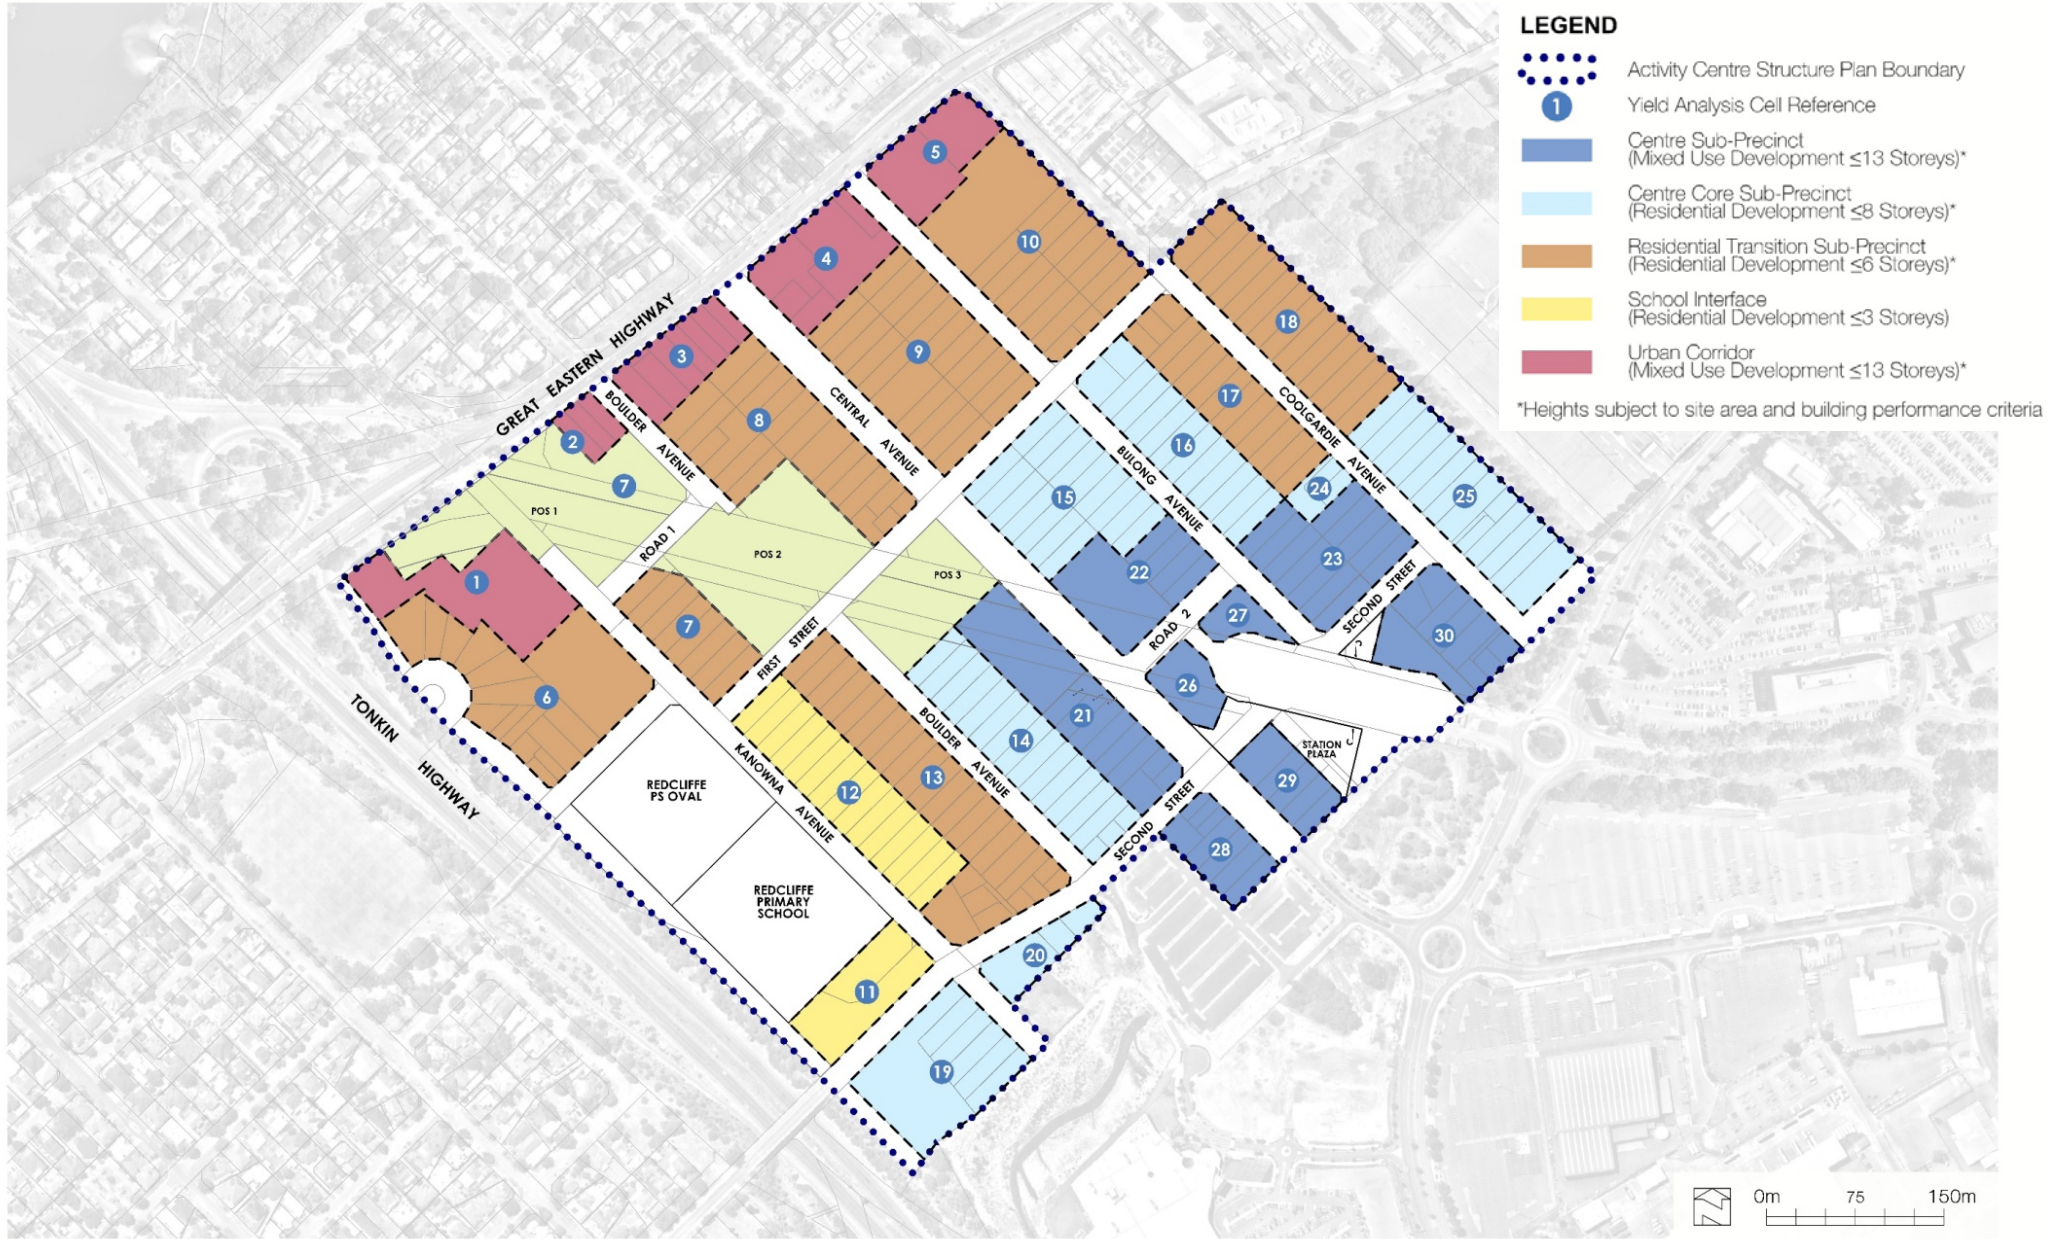 LEGEND
Activity Centre Structure Plan Boundary
1 Yield Analysis Cell Reference
Centre Sub-Precinct
(Mixed Use Development ≤13 Storeys)*
Centre Core Sub-Precinct
(Residential Development ≤8 Storeys)*
Residential Transition Sub-Precinct
(Residential Development ≤6 Storeys)*
School Interface
(Residential Development ≤3 Storeys)
Urban Corridor
(Mixed Use Development ≤13 Storeys)*
*Heights subject to site area and building performance criteria
5
10
4
18
3
9
GREAT EASTERN HIGHWAY
BOULDER AVENUE
8
CENTRAL AVENUE
17
COOLGARDIE AVENUE
2
7
16
BULONG AVENUE
15
24
25
POS 1
ROAD 1
POS 2
POS 3
22
23
1
SECOND STREET
27
ROAD 2
30
7
FIRST STREET
6
26
TONKIN HIGHWAY
21
BOULDER AVENUE
14
STATION
PLAZA
29
KANOWNA AVENUE
13
12
REDCLIFFE
PS OVAL
SECOND STREET
28
REDCLIFFE
PRIMARY
SCHOOL
20
11
19
0m 75 150m